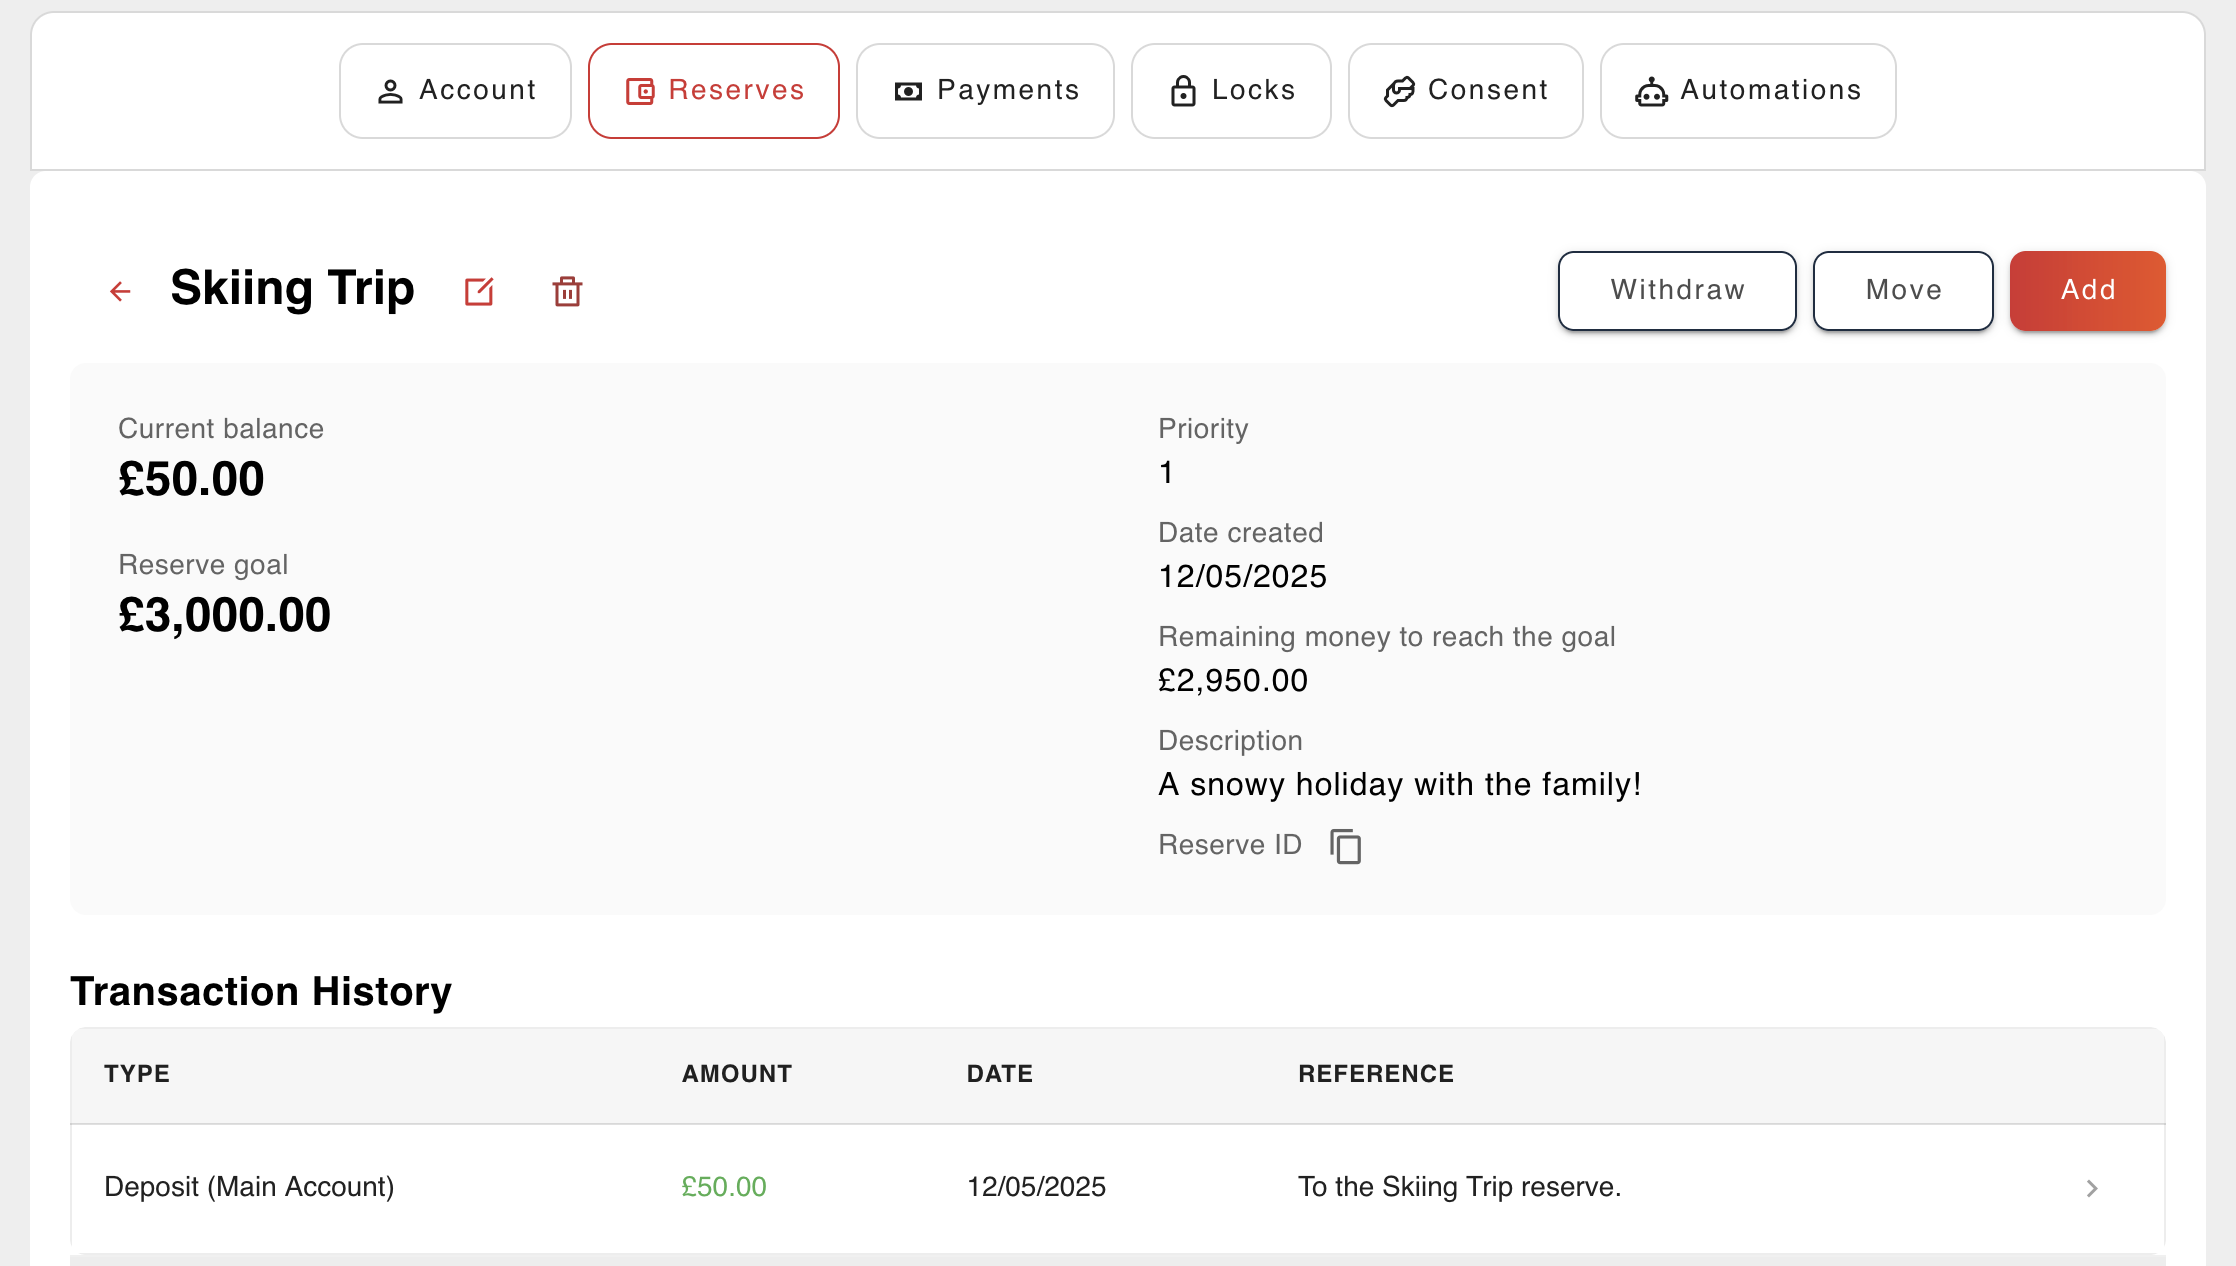 Account Reserves Payments Locks Consent Automations
Skiing Trip
Withdraw Move Add
Current balance
£50.00
Reserve goal
£3,000.00
Priority
1
Date created
12/05/2025
Remaining money to reach the goal
£2,950.00
Description
A snowy holiday with the family!
Reserve ID
Transaction History
TYPE AMOUNT DATE REFERENCE
Deposit (Main Account) £50.00 12/05/2025 To the Skiing Trip reserve.